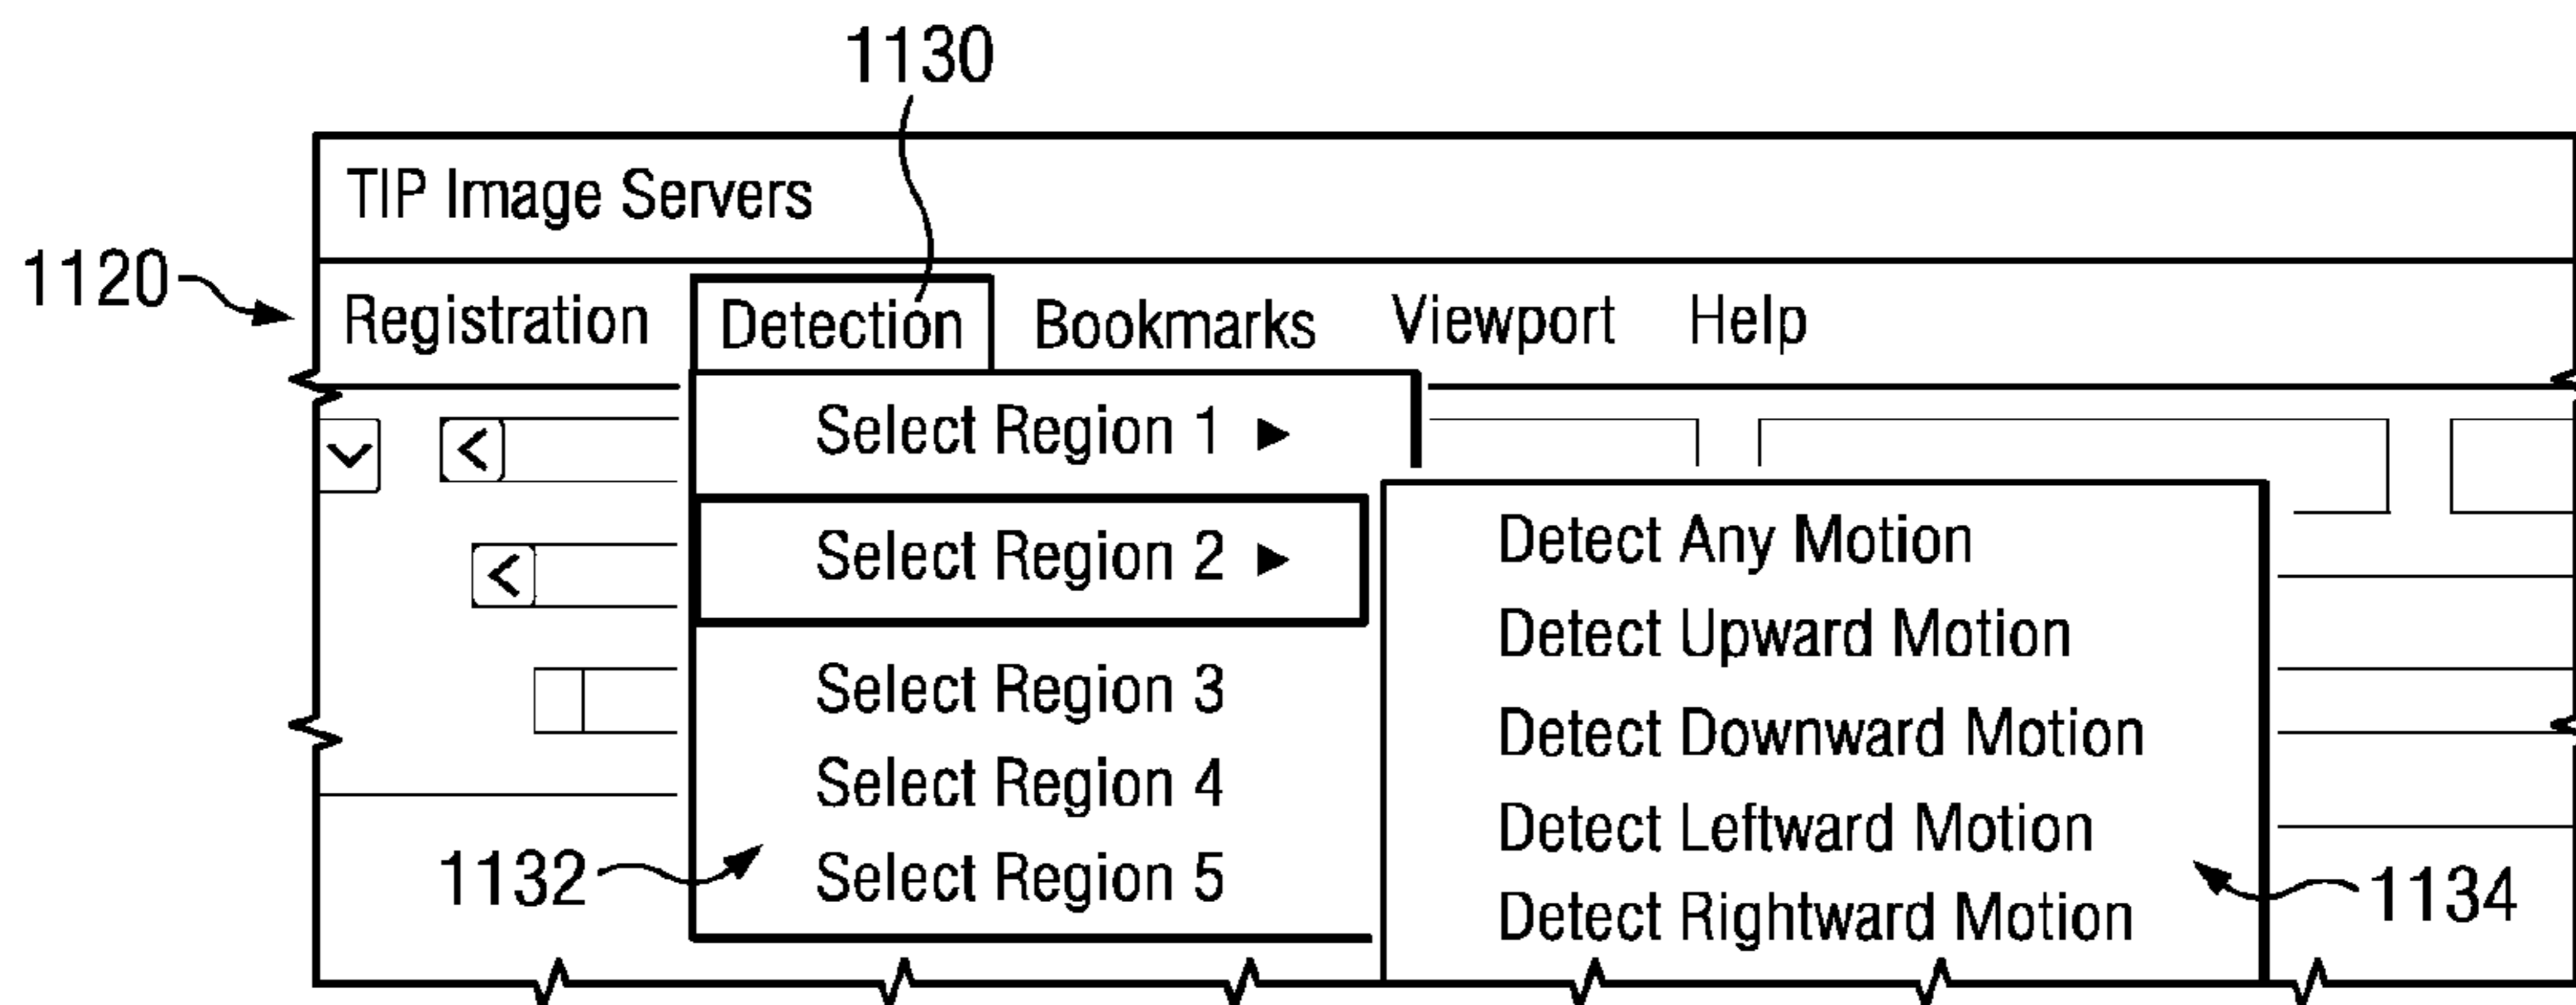 1130
TIP Image Servers
1120
Registration Detection Bookmarks Viewport Help
Select Region 1 ►
Select Region 2 ►
Select Region 3
Select Region 4
Select Region 5
1132
Detect Any Motion
Detect Upward Motion
Detect Downward Motion
Detect Leftward Motion
Detect Rightward Motion
1134